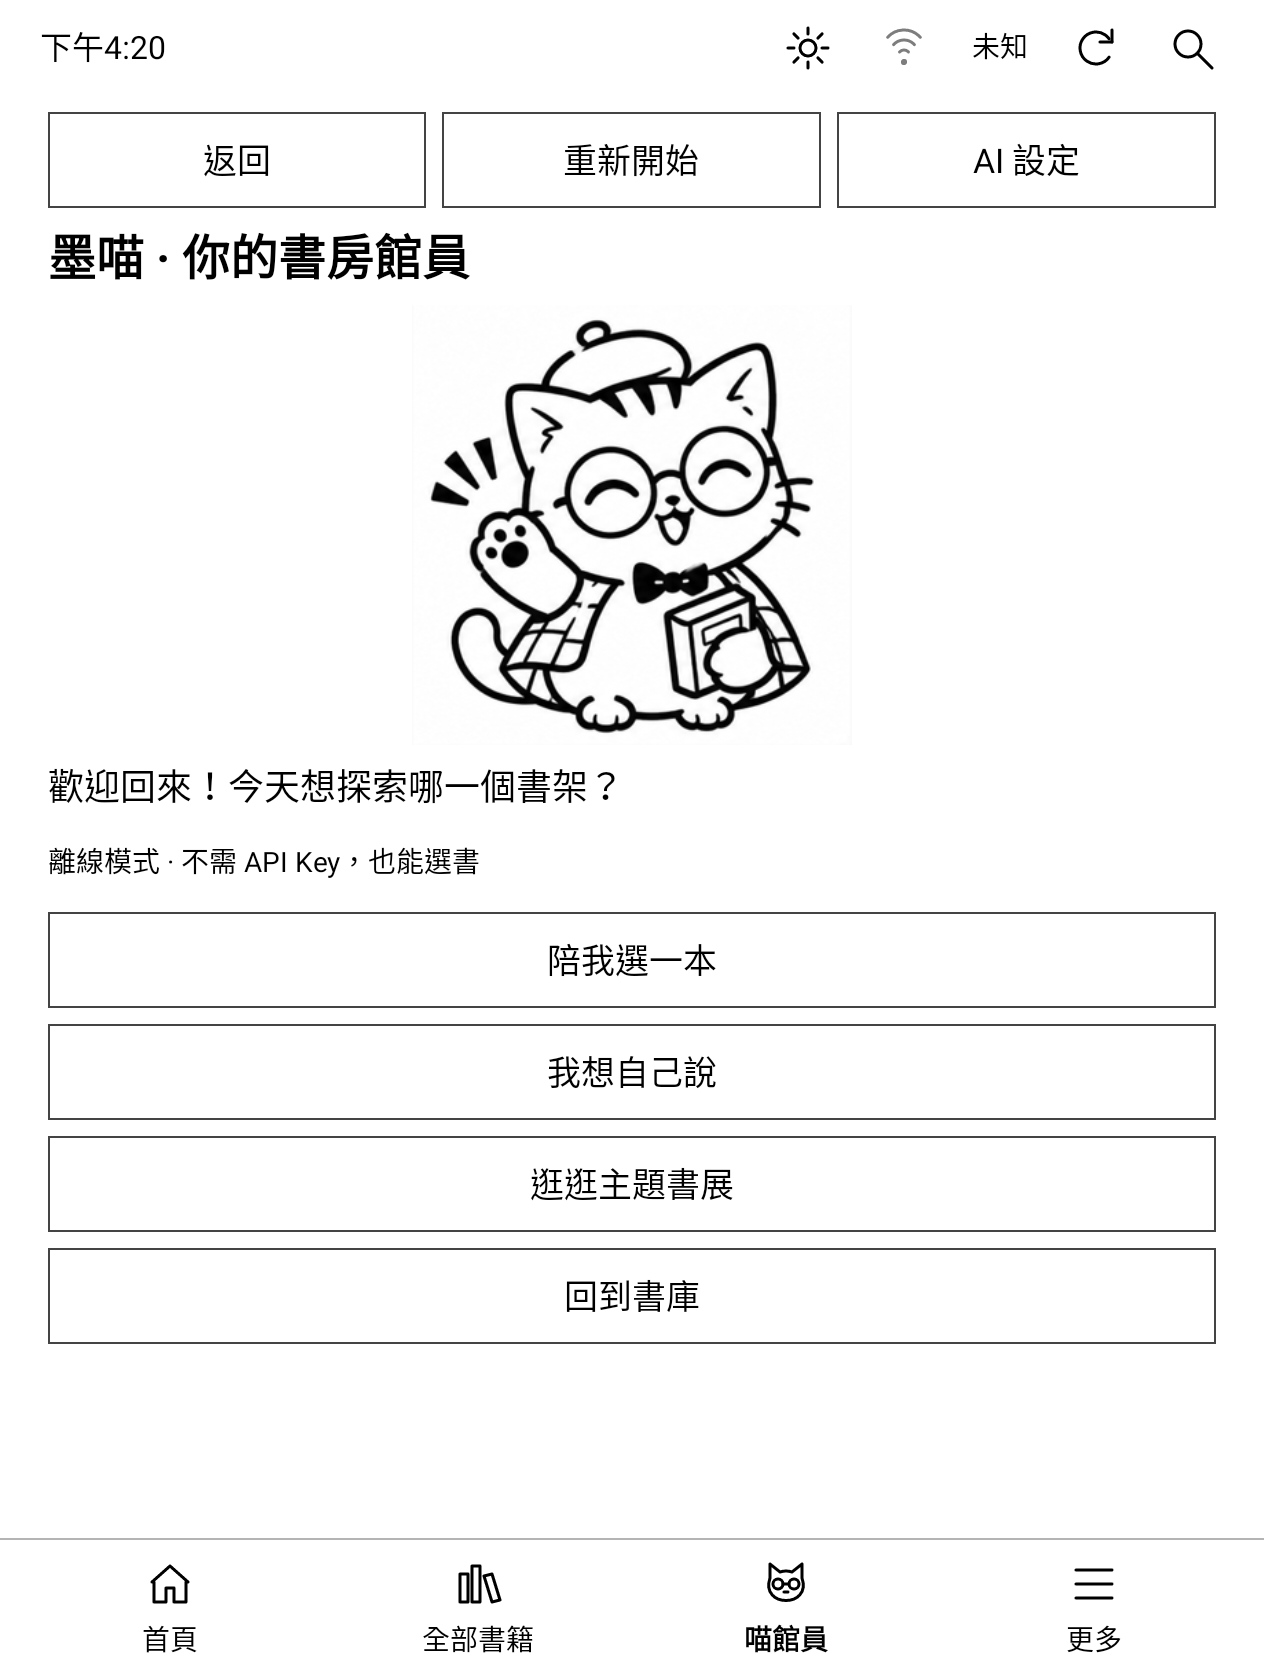 下午4:20 未知
返回 重新開始 AI 設定
墨喵 · 你的書房館員
歡迎回來！今天想探索哪一個書架？
離線模式 · 不需 API Key，也能選書
陪我選一本
我想自己說
逛逛主題書展
回到書庫
首頁 全部書籍 喵館員 更多